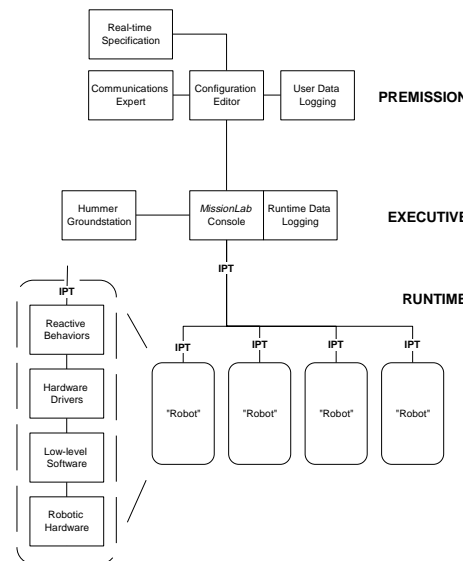 Real-time
Specification
Communications
Expert
Configuration
Editor
User Data
Logging
PREMISSION
Hummer
Groundstation
MissionLab
Console
Runtime Data
Logging
EXECUTIVE
IPT
RUNTIME
IPT
Reactive
Behaviors
Hardware
Drivers
Low-level
Software
Robotic
Hardware
IPT
IPT
IPT
IPT
"Robot"
"Robot"
"Robot"
"Robot"